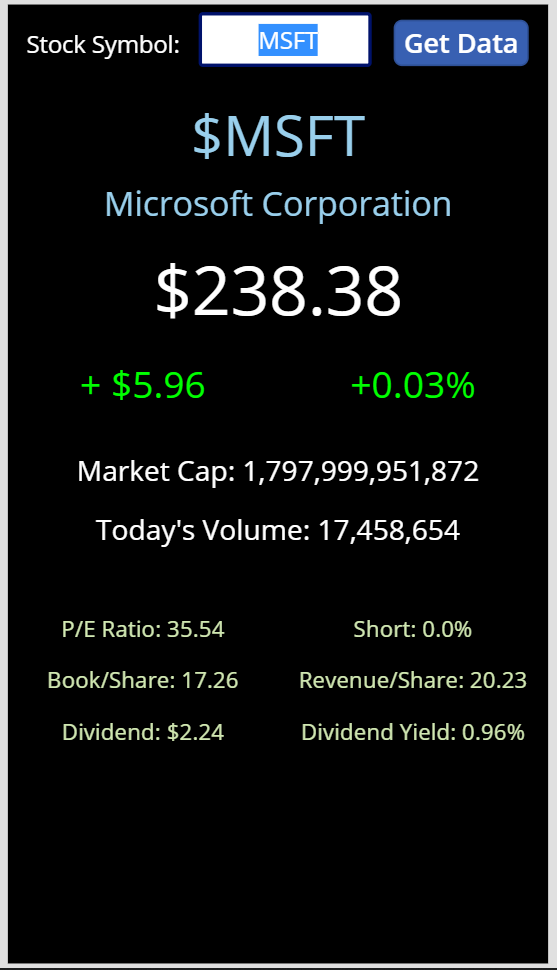 Stock Symbol: MSFT Get Data
$MSFT
Microsoft Corporation
$238.38
+ $5.96 +0.03%
Market Cap: 1,797,999,951,872
Today's Volume: 17,458,654
P/E Ratio: 35.54 Short: 0.0%
Book/Share: 17.26 Revenue/Share: 20.23
Dividend: $2.24 Dividend Yield: 0.96%